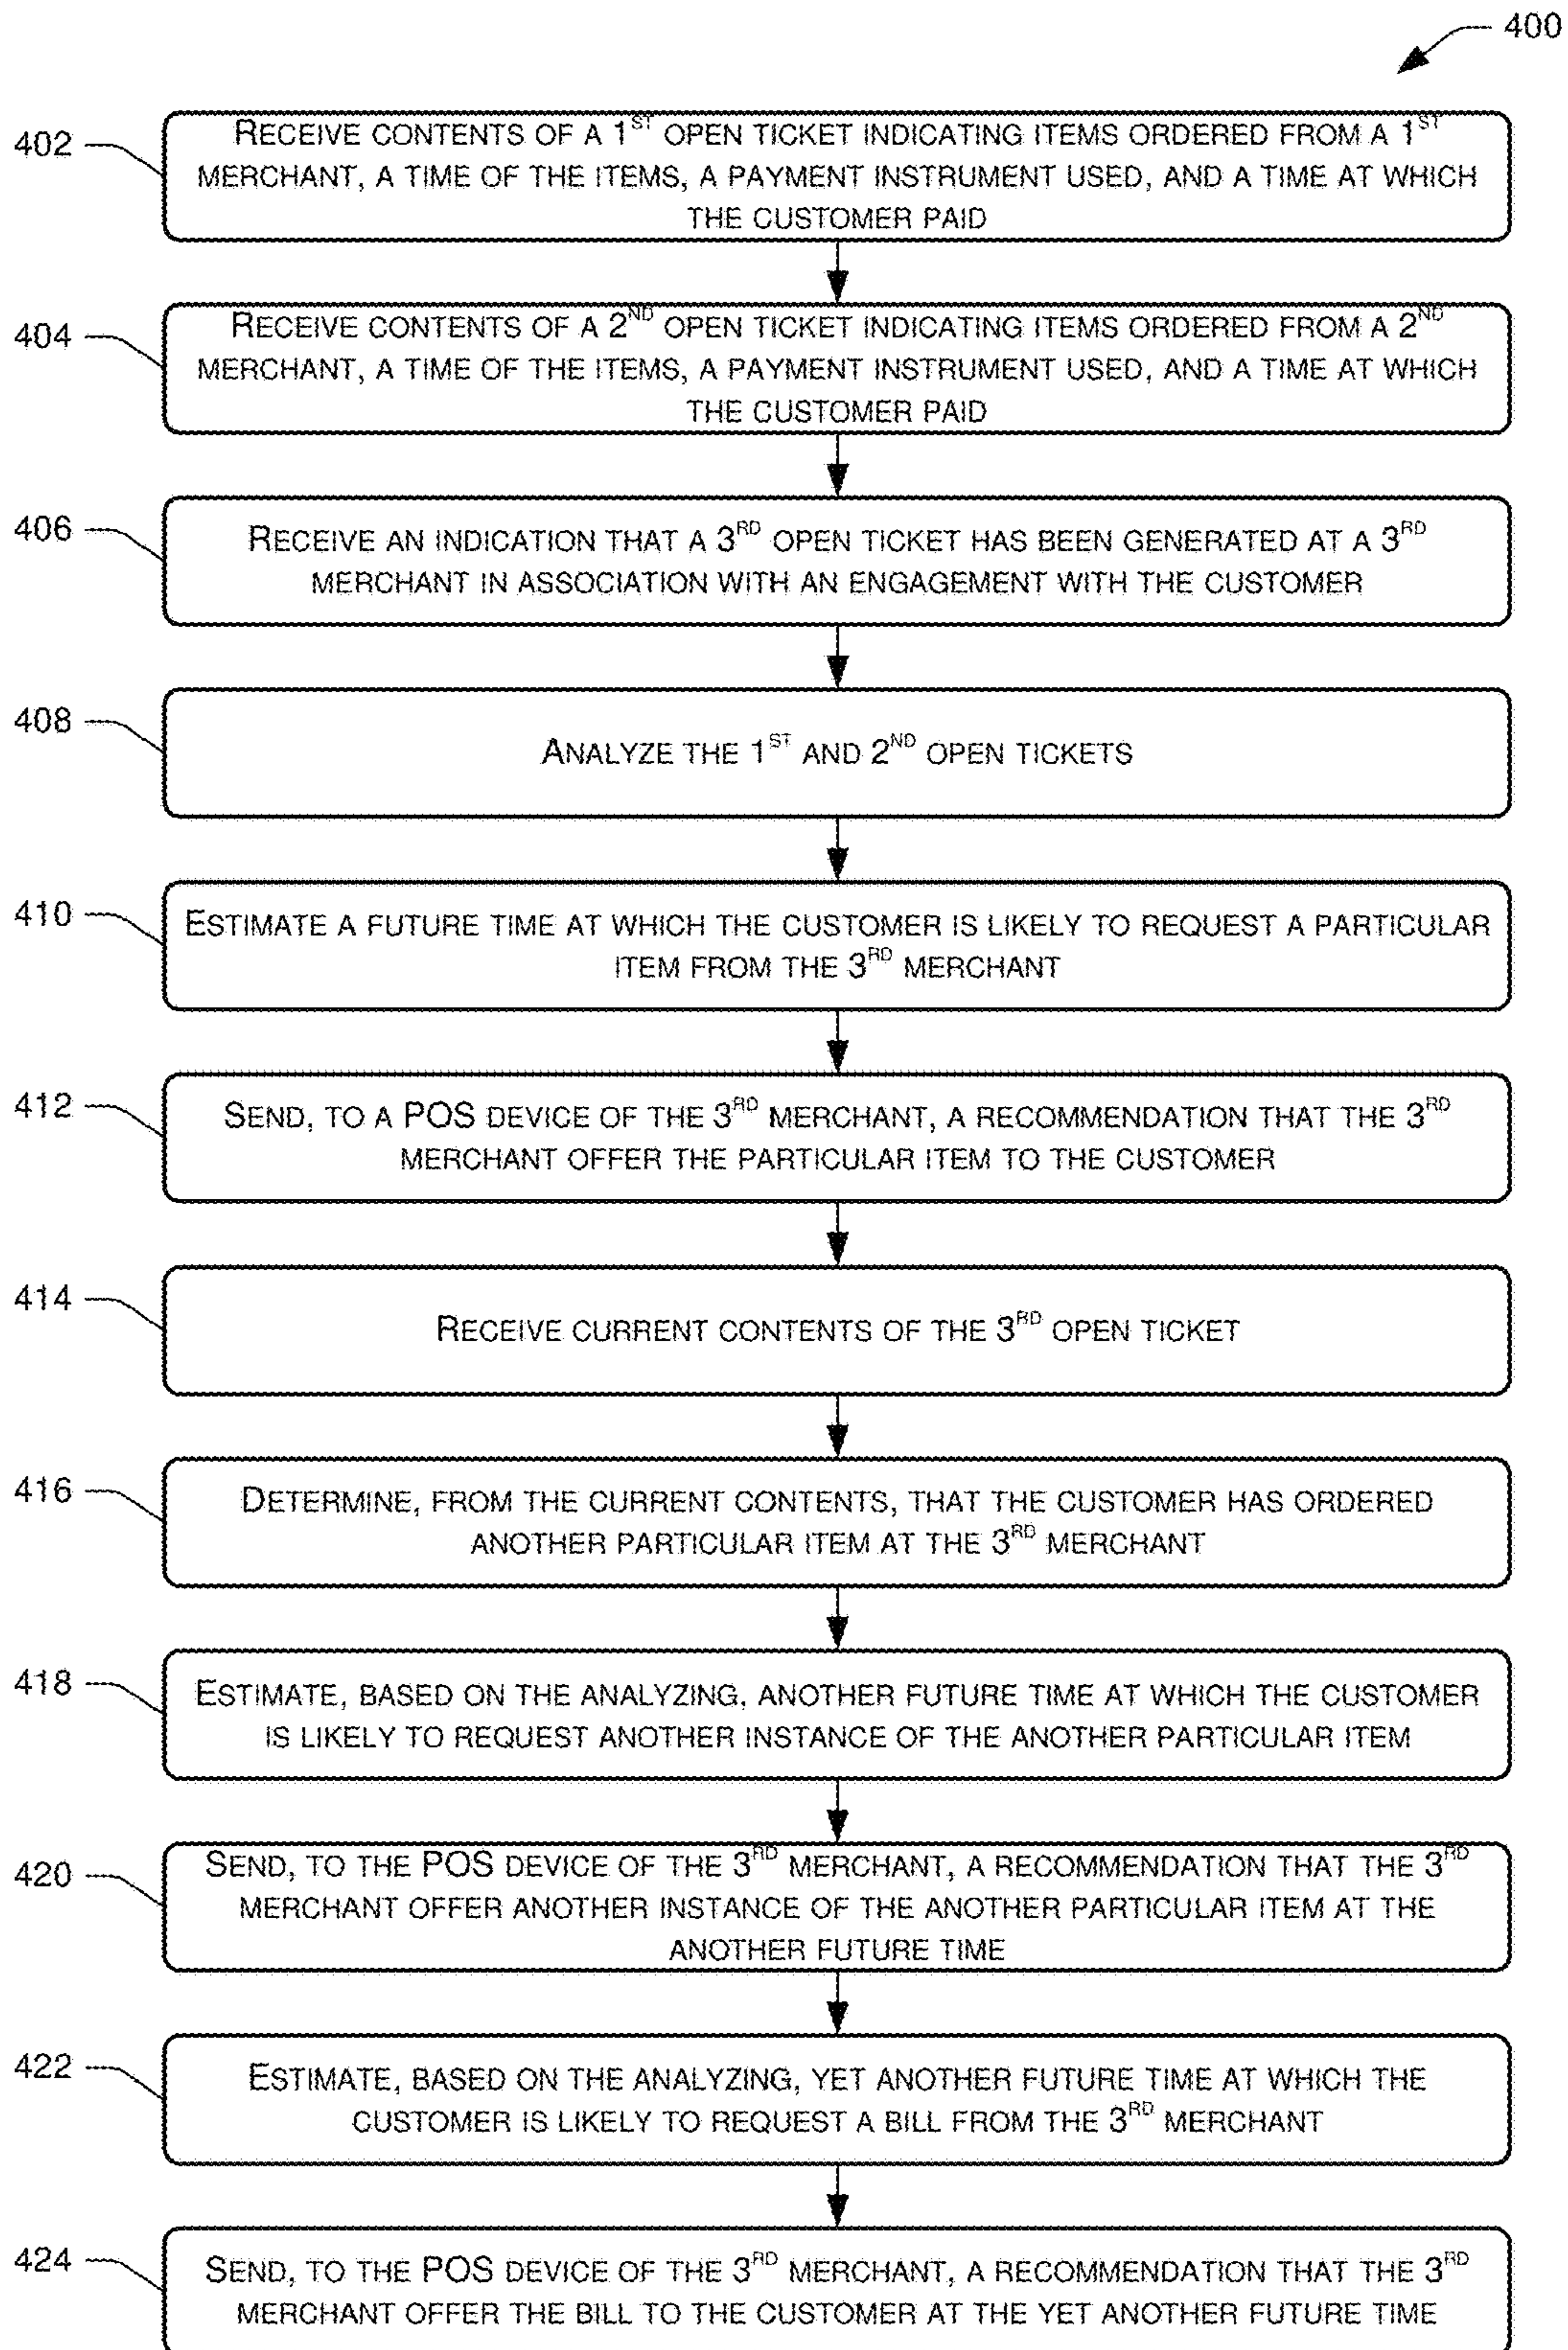 400
402
RECEIVE CONTENTS OF A 1ST OPEN TICKET INDICATING ITEMS ORDERED FROM A 1ST
MERCHANT, A TIME OF THE ITEMS, A PAYMENT INSTRUMENT USED, AND A TIME AT WHICH
THE CUSTOMER PAID
404
RECEIVE CONTENTS OF A 2ND OPEN TICKET INDICATING ITEMS ORDERED FROM A 2ND
MERCHANT, A TIME OF THE ITEMS, A PAYMENT INSTRUMENT USED, AND A TIME AT WHICH
THE CUSTOMER PAID
406
RECEIVE AN INDICATION THAT A 3RD OPEN TICKET HAS BEEN GENERATED AT A 3RD
MERCHANT IN ASSOCIATION WITH AN ENGAGEMENT WITH THE CUSTOMER
408
ANALYZE THE 1ST AND 2ND OPEN TICKETS
410
ESTIMATE A FUTURE TIME AT WHICH THE CUSTOMER IS LIKELY TO REQUEST A PARTICULAR
ITEM FROM THE 3RD MERCHANT
412
SEND, TO A POS DEVICE OF THE 3RD MERCHANT, A RECOMMENDATION THAT THE 3RD
MERCHANT OFFER THE PARTICULAR ITEM TO THE CUSTOMER
414
RECEIVE CURRENT CONTENTS OF THE 3RD OPEN TICKET
416
DETERMINE, FROM THE CURRENT CONTENTS, THAT THE CUSTOMER HAS ORDERED
ANOTHER PARTICULAR ITEM AT THE 3RD MERCHANT
418
ESTIMATE, BASED ON THE ANALYZING, ANOTHER FUTURE TIME AT WHICH THE CUSTOMER
IS LIKELY TO REQUEST ANOTHER INSTANCE OF THE ANOTHER PARTICULAR ITEM
420
SEND, TO THE POS DEVICE OF THE 3RD MERCHANT, A RECOMMENDATION THAT THE 3RD
MERCHANT OFFER ANOTHER INSTANCE OF THE ANOTHER PARTICULAR ITEM AT THE
ANOTHER FUTURE TIME
422
ESTIMATE, BASED ON THE ANALYZING, YET ANOTHER FUTURE TIME AT WHICH THE
CUSTOMER IS LIKELY TO REQUEST A BILL FROM THE 3RD MERCHANT
424
SEND, TO THE POS DEVICE OF THE 3RD MERCHANT, A RECOMMENDATION THAT THE 3RD
MERCHANT OFFER THE BILL TO THE CUSTOMER AT THE YET ANOTHER FUTURE TIME